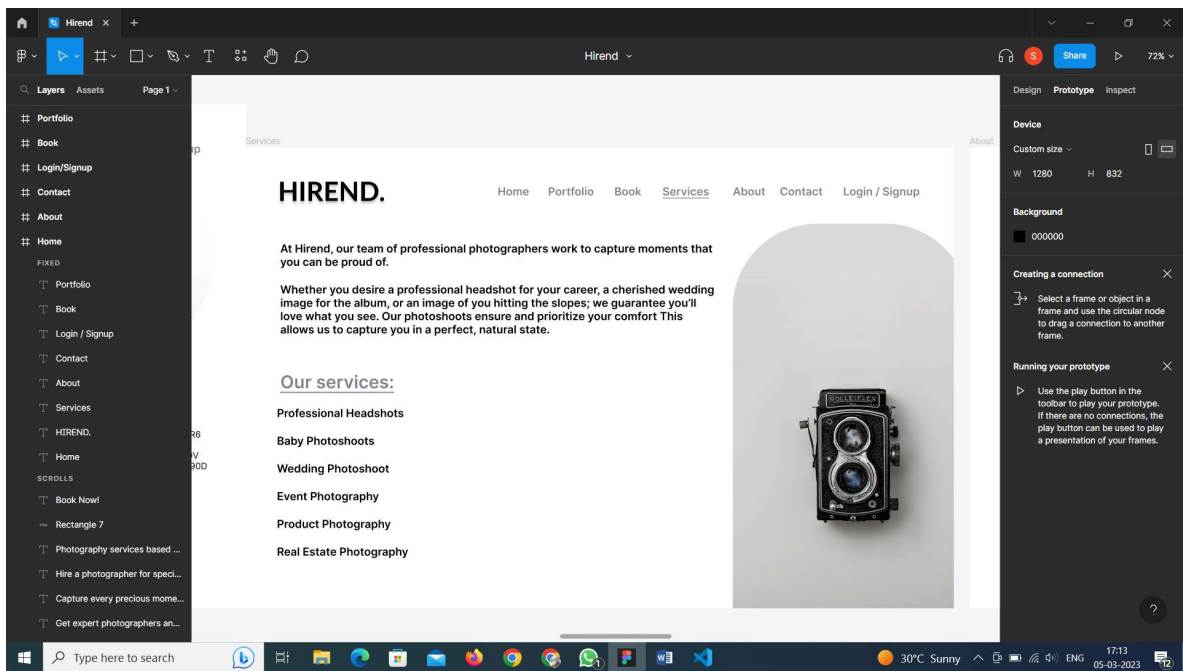 Hirend
Hirend
S
Share
72%
Layers Assets Page 1
Design Prototype Inspect
Portfolio
Book
Login/Signup
Contact
About
Home
FIXED
Portfolio
Book
Login / Signup
Contact
About
Services
HIREND.
Home
SCROLLS
Book Now!
Rectangle 7
Photography services based ...
Hire a photographer for speci...
Capture every precious mome...
Get expert photographers an...
up
R6
0V
90D
Services
About
HIREND.
Home Portfolio Book Services About Contact Login / Signup
At Hirend, our team of professional photographers work to capture moments that
you can be proud of.
Whether you desire a professional headshot for your career, a cherished wedding
image for the album, or an image of you hitting the slopes; we guarantee you’ll
love what you see. Our photoshoots ensure and prioritize your comfort This
allows us to capture you in a perfect, natural state.
Our services:
Professional Headshots
Baby Photoshoots
Wedding Photoshoot
Event Photography
Product Photography
Real Estate Photography
ROLLEIFLEX
Device
Custom size
W 1280 H 832
Background
000000
Creating a connection
Select a frame or object in a
frame and use the circular node
to drag a connection to another
frame.
Running your prototype
Use the play button in the
toolbar to play your prototype.
If there are no connections, the
play button can be used to play
a presentation of your frames.
?
Type here to search
30°C Sunny
ENG
17:13
05-03-2023
12